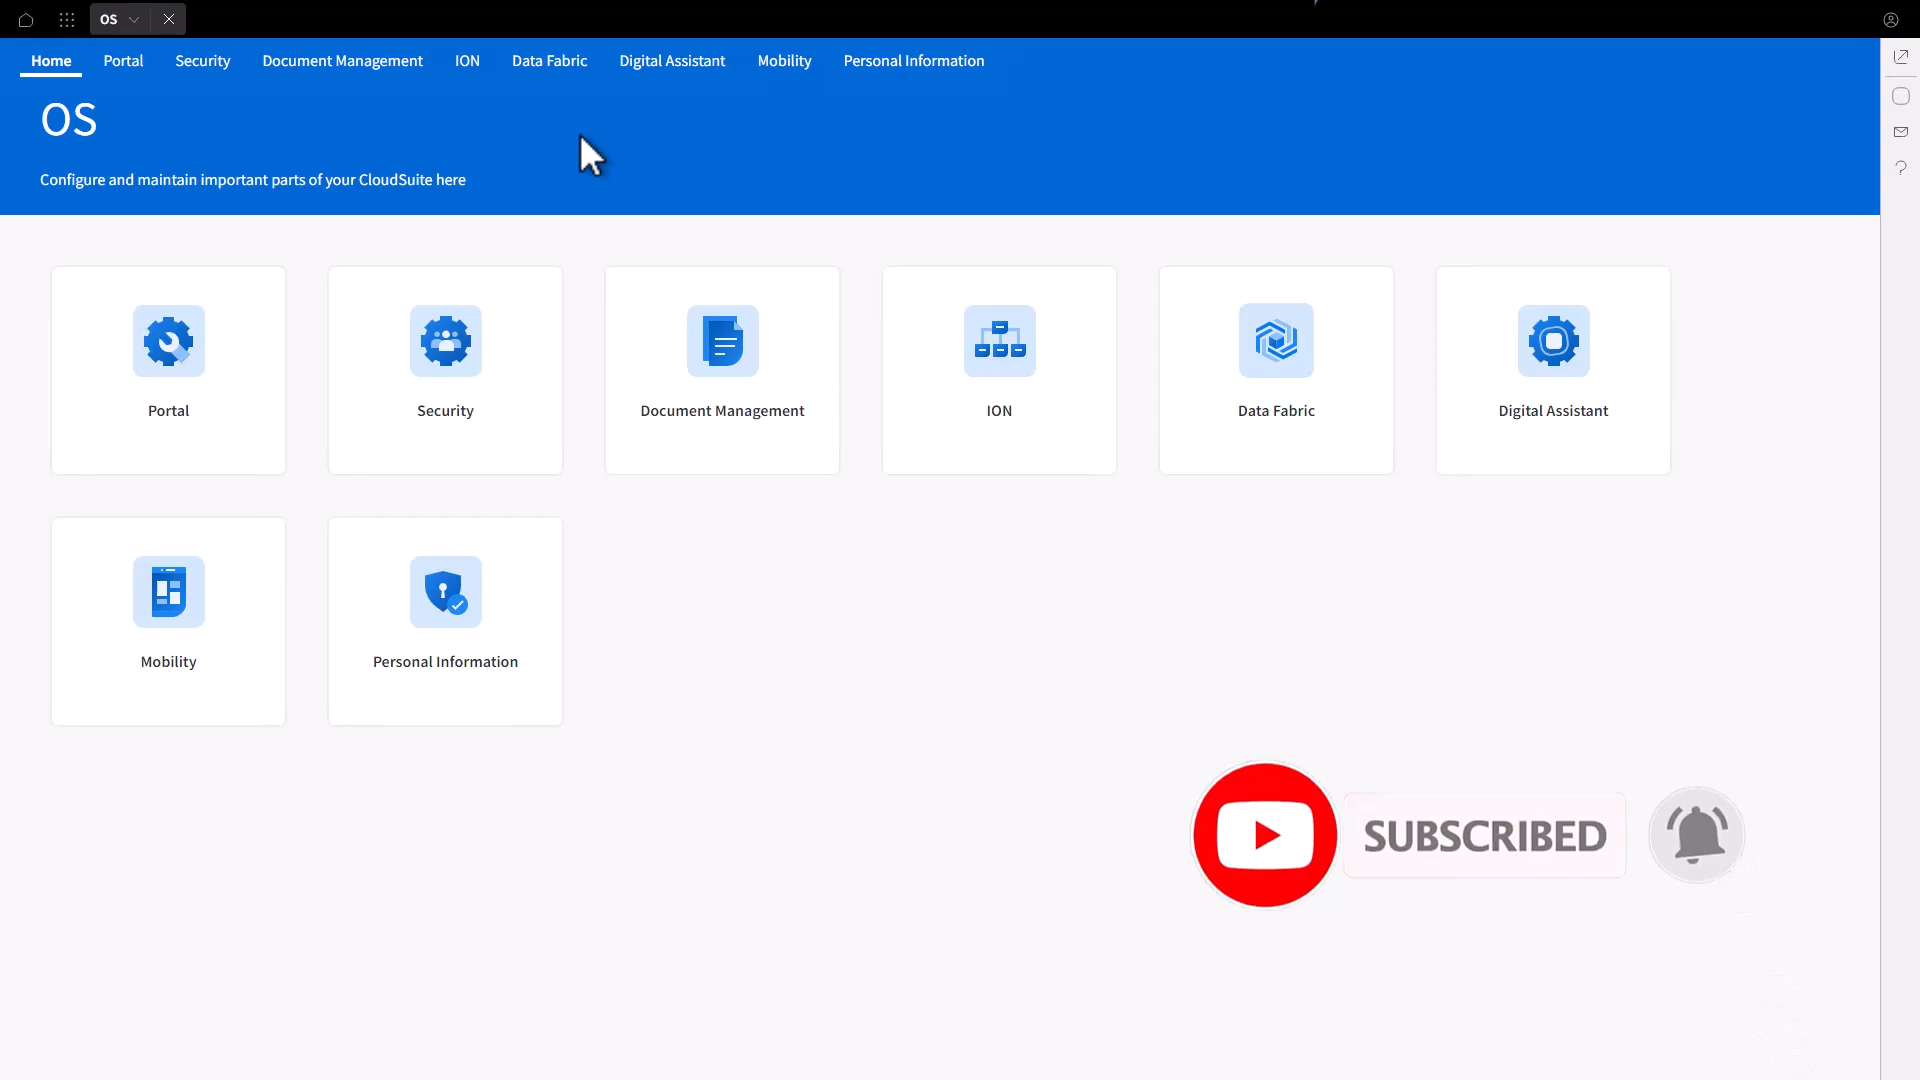 OS
Home Portal Security Document Management ION Data Fabric Digital Assistant Mobility Personal Information
OS
Configure and maintain important parts of your CloudSuite here
Portal Security Document Management ION Data Fabric Digital Assistant
Mobility Personal Information
SUBSCRIBED